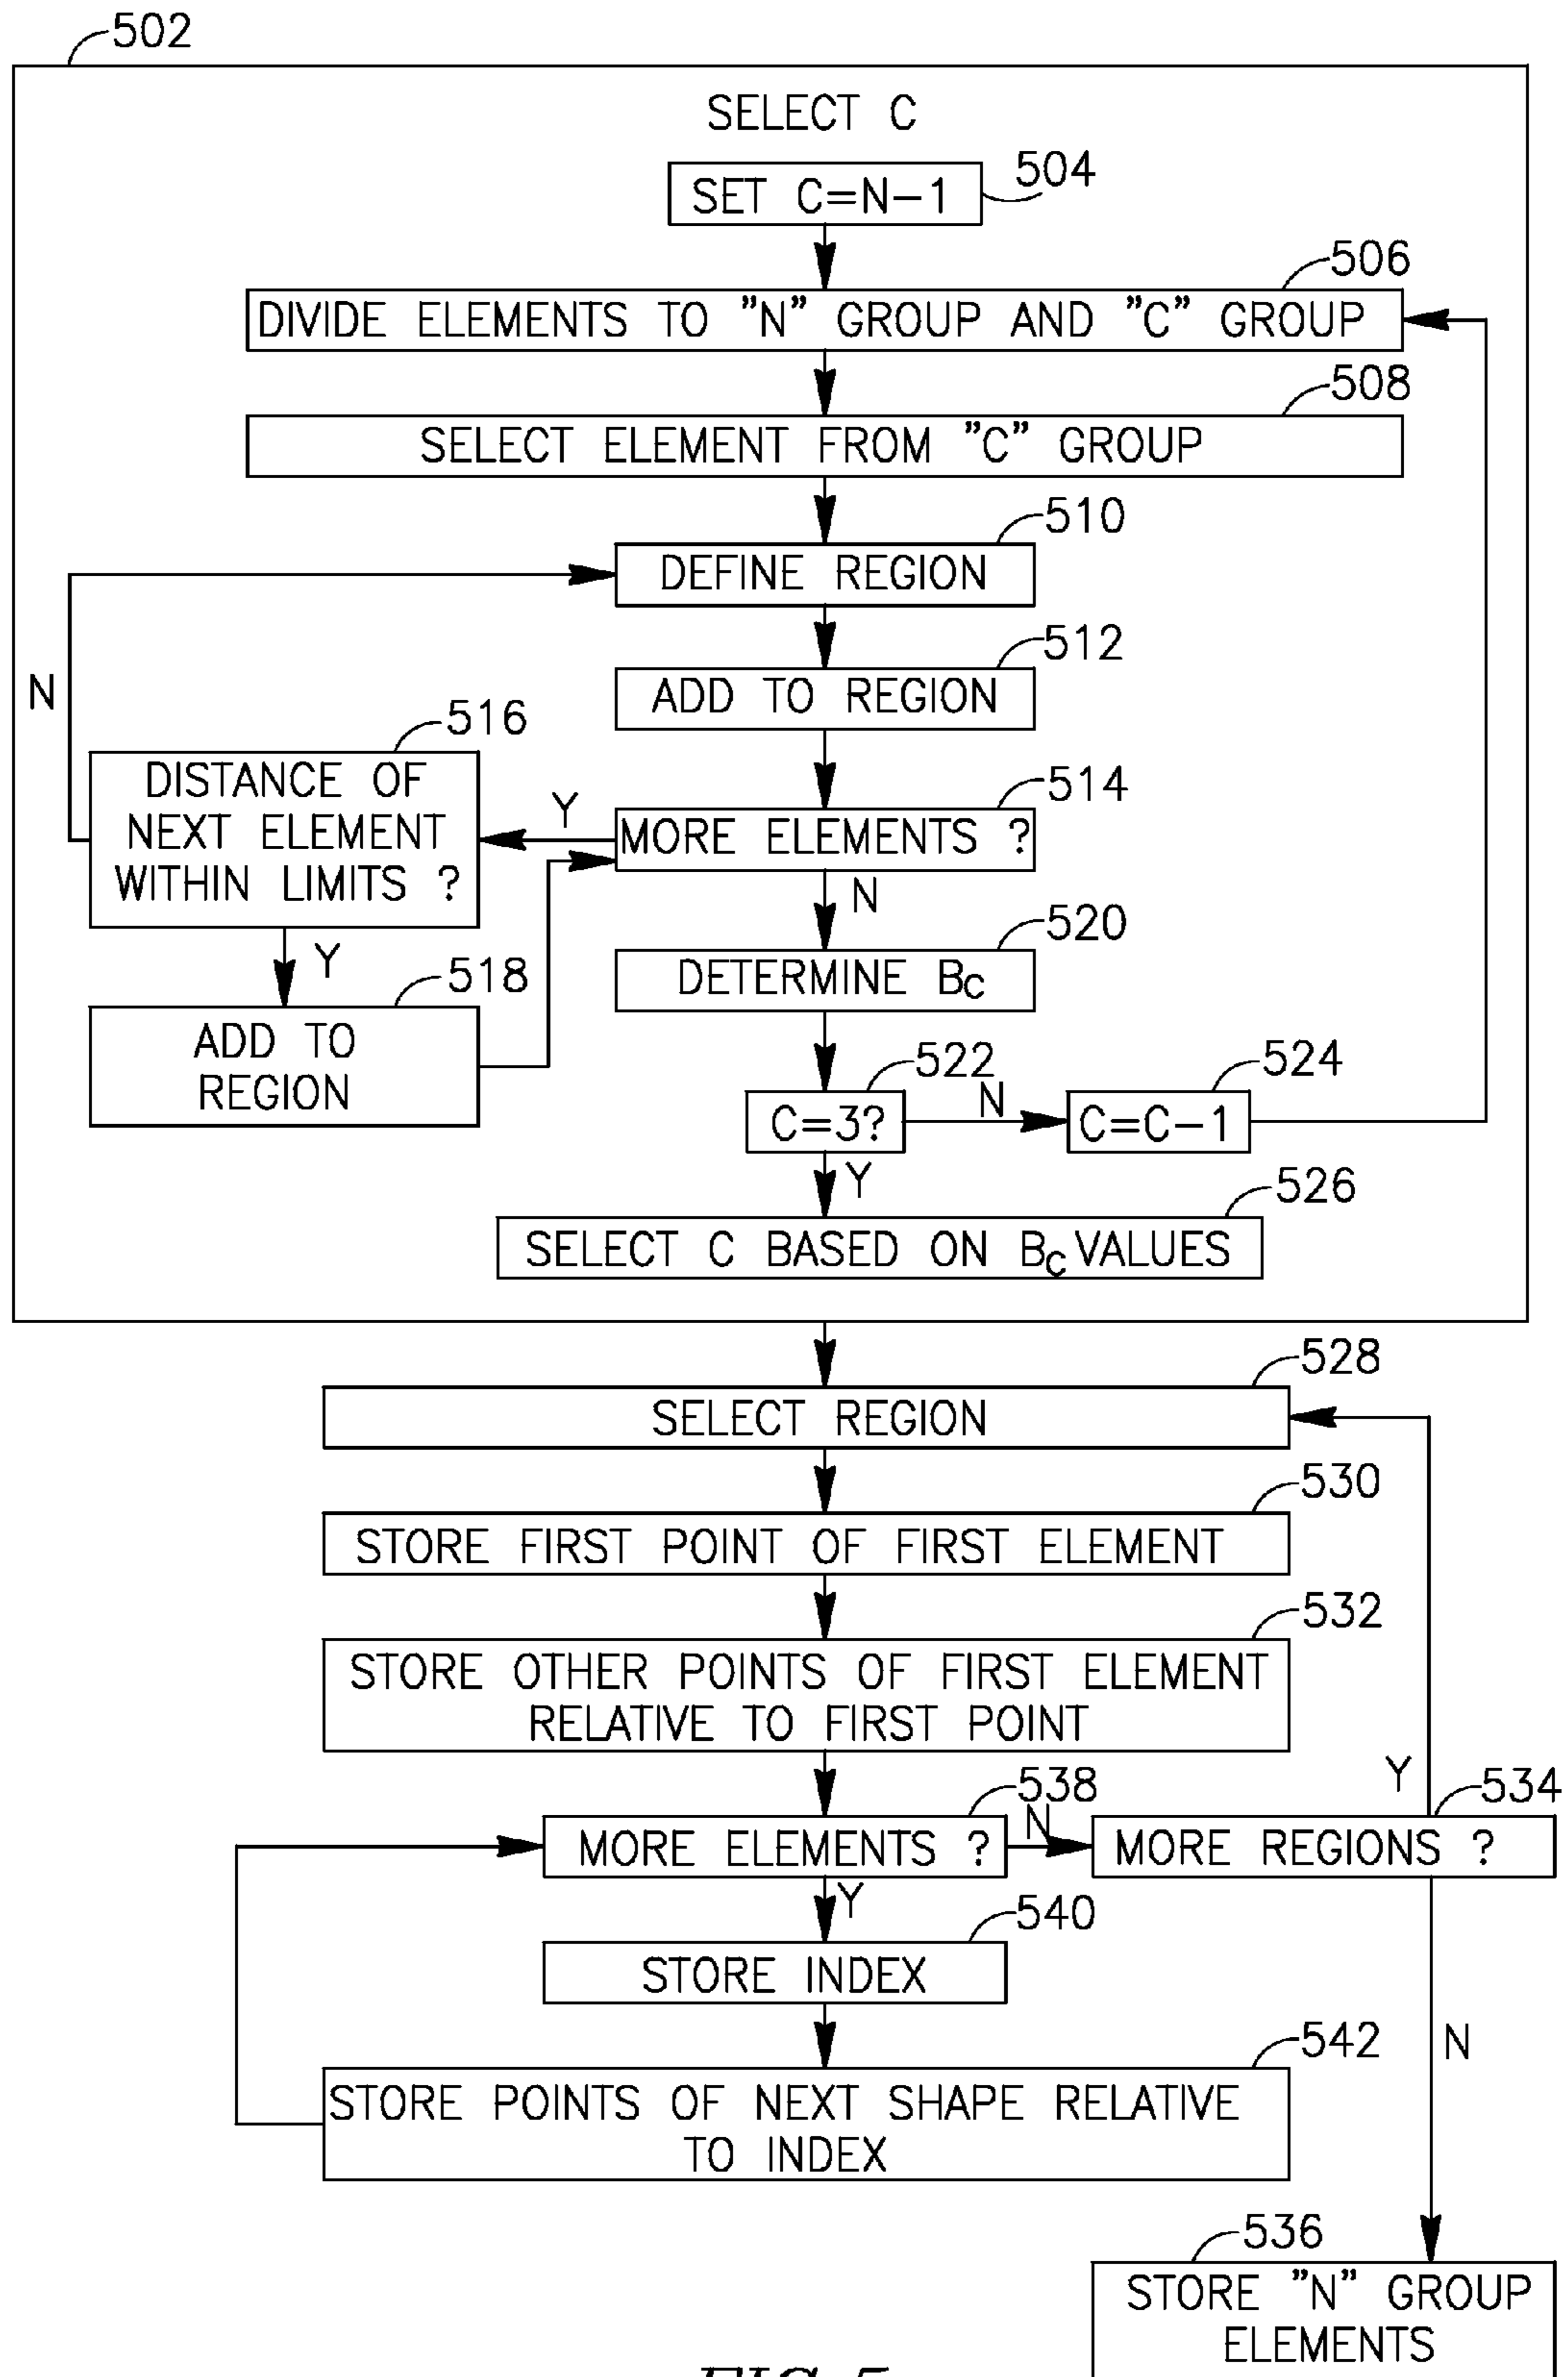 502
SELECT C
SET C=N-1
504
506
DIVIDE ELEMENTS TO "N" GROUP AND "C" GROUP
508
SELECT ELEMENT FROM "C" GROUP
510
DEFINE REGION
512
ADD TO REGION
N
516
DISTANCE OF
NEXT ELEMENT
WITHIN LIMITS ?
Y
514
MORE ELEMENTS ?
N
Y
518
ADD TO
REGION
520
DETERMINE BC
522
C=3?
N
524
C=C-1
Y
526
SELECT C BASED ON BC VALUES
528
SELECT REGION
530
STORE FIRST POINT OF FIRST ELEMENT
532
STORE OTHER POINTS OF FIRST ELEMENT
RELATIVE TO FIRST POINT
538
MORE ELEMENTS ?
N
Y
534
MORE REGIONS ?
Y
540
STORE INDEX
N
542
STORE POINTS OF NEXT SHAPE RELATIVE
TO INDEX
536
STORE "N" GROUP
ELEMENTS
FIG.5